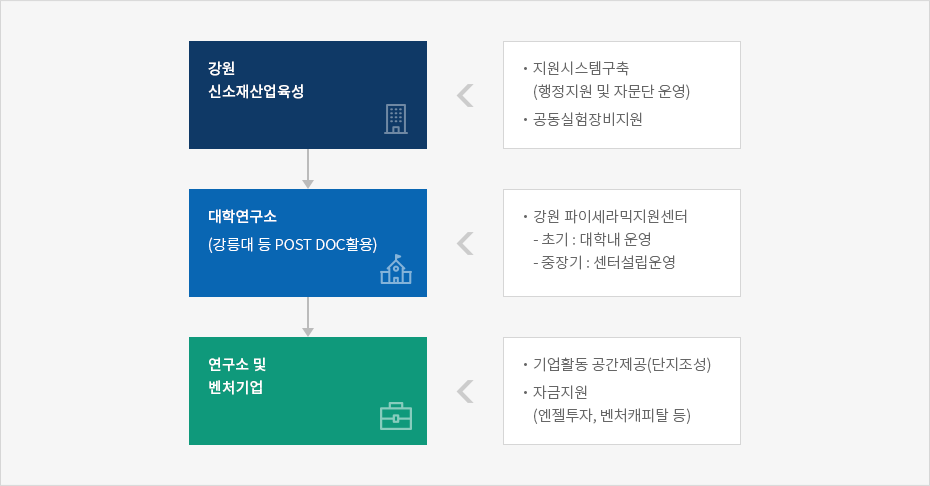 강원
신소재산업육성
• 지원시스템구축
(행정지원 및 자문단 운영)
• 공동실험장비지원
대학연구소
(강릉대 등 POST DOC활용)
• 강원 파이세라믹지원센터
- 초기 : 대학내 운영
- 중장기 : 센터설립운영
연구소 및
벤처기업
• 기업활동 공간제공(단지조성)
• 자금지원
(엔젤투자, 벤처캐피탈 등)